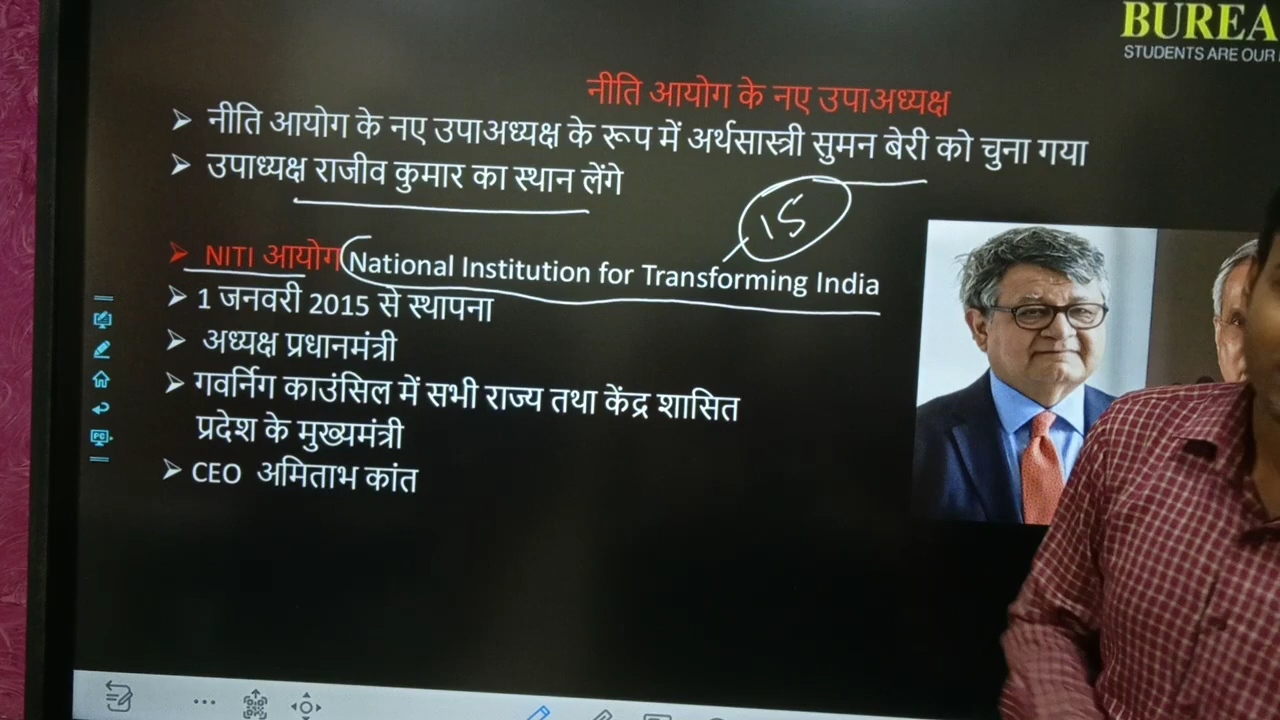 BUREA
STUDENTS ARE OUR
नीति आयोग के नए उपाअध्यक्ष
➢ नीति आयोग के नए उपाअध्यक्ष के रूप में अर्थसास्त्री सुमन बेरी को चुना गया
➢ उपाध्यक्ष राजीव कुमार का स्थान लेंगे
15
➢ NITI आयोग National Institution for Transforming India
➢ 1 जनवरी 2015 से स्थापना
➢ अध्यक्ष प्रधानमंत्री
➢ गवर्निग काउंसिल में सभी राज्य तथा केंद्र शासित
प्रदेश के मुख्यमंत्री
➢ CEO अमिताभ कांत
PC